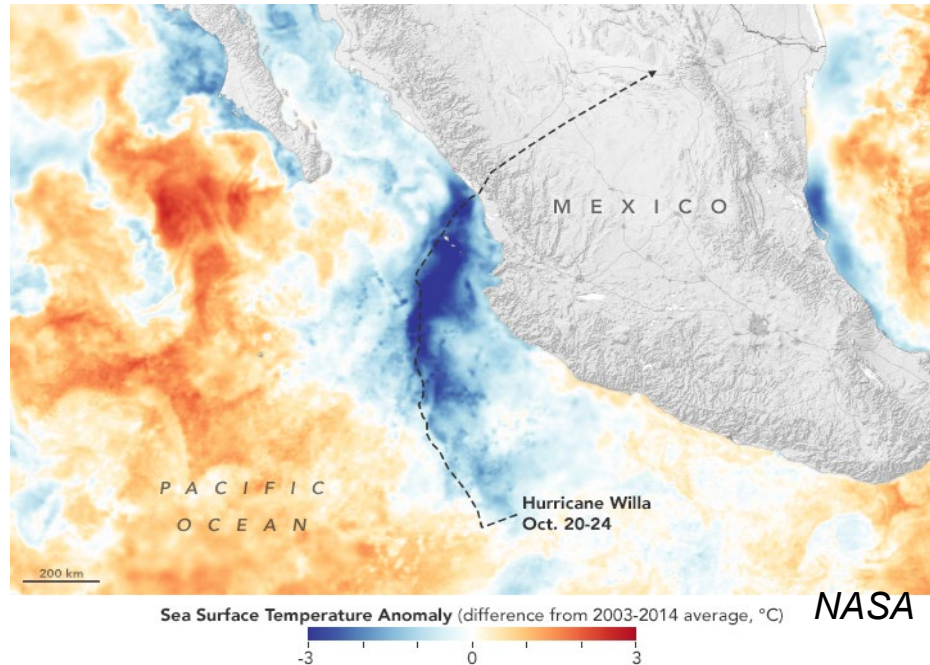 MEXICO
PACIFIC
OCEAN
Hurricane Willa
Oct. 20-24
200 km
Sea Surface Temperature Anomaly (difference from 2003-2014 average, °C)
NASA
-3 0 3